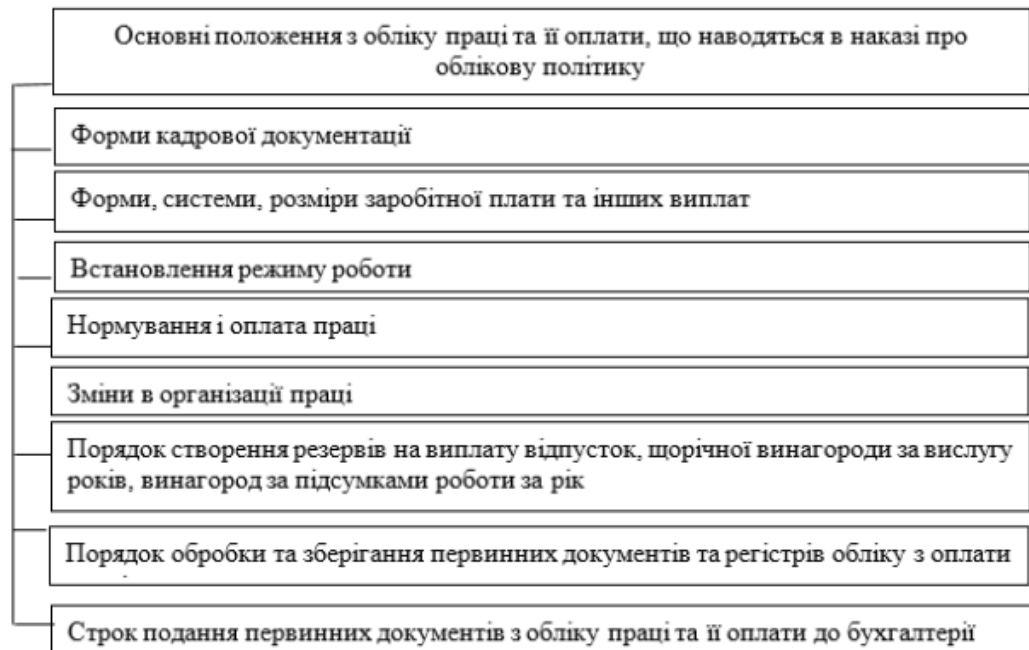 Основні положення з обліку праці та її оплати, що наводяться в наказі про
облікову політику
Форми кадрової документації
Форми, системи, розміри заробітної плати та інших виплат
Встановлення режиму роботи
Нормування і оплата праці
Зміни в організації праці
Порядок створення резервів на виплату відпусток, щорічної винагороди за вислугу
років, винагород за підсумками роботи за рік
Порядок обробки та зберігання первинних документів та регістрів обліку з оплати
Строк подання первинних документів з обліку праці та її оплати до бухгалтерії